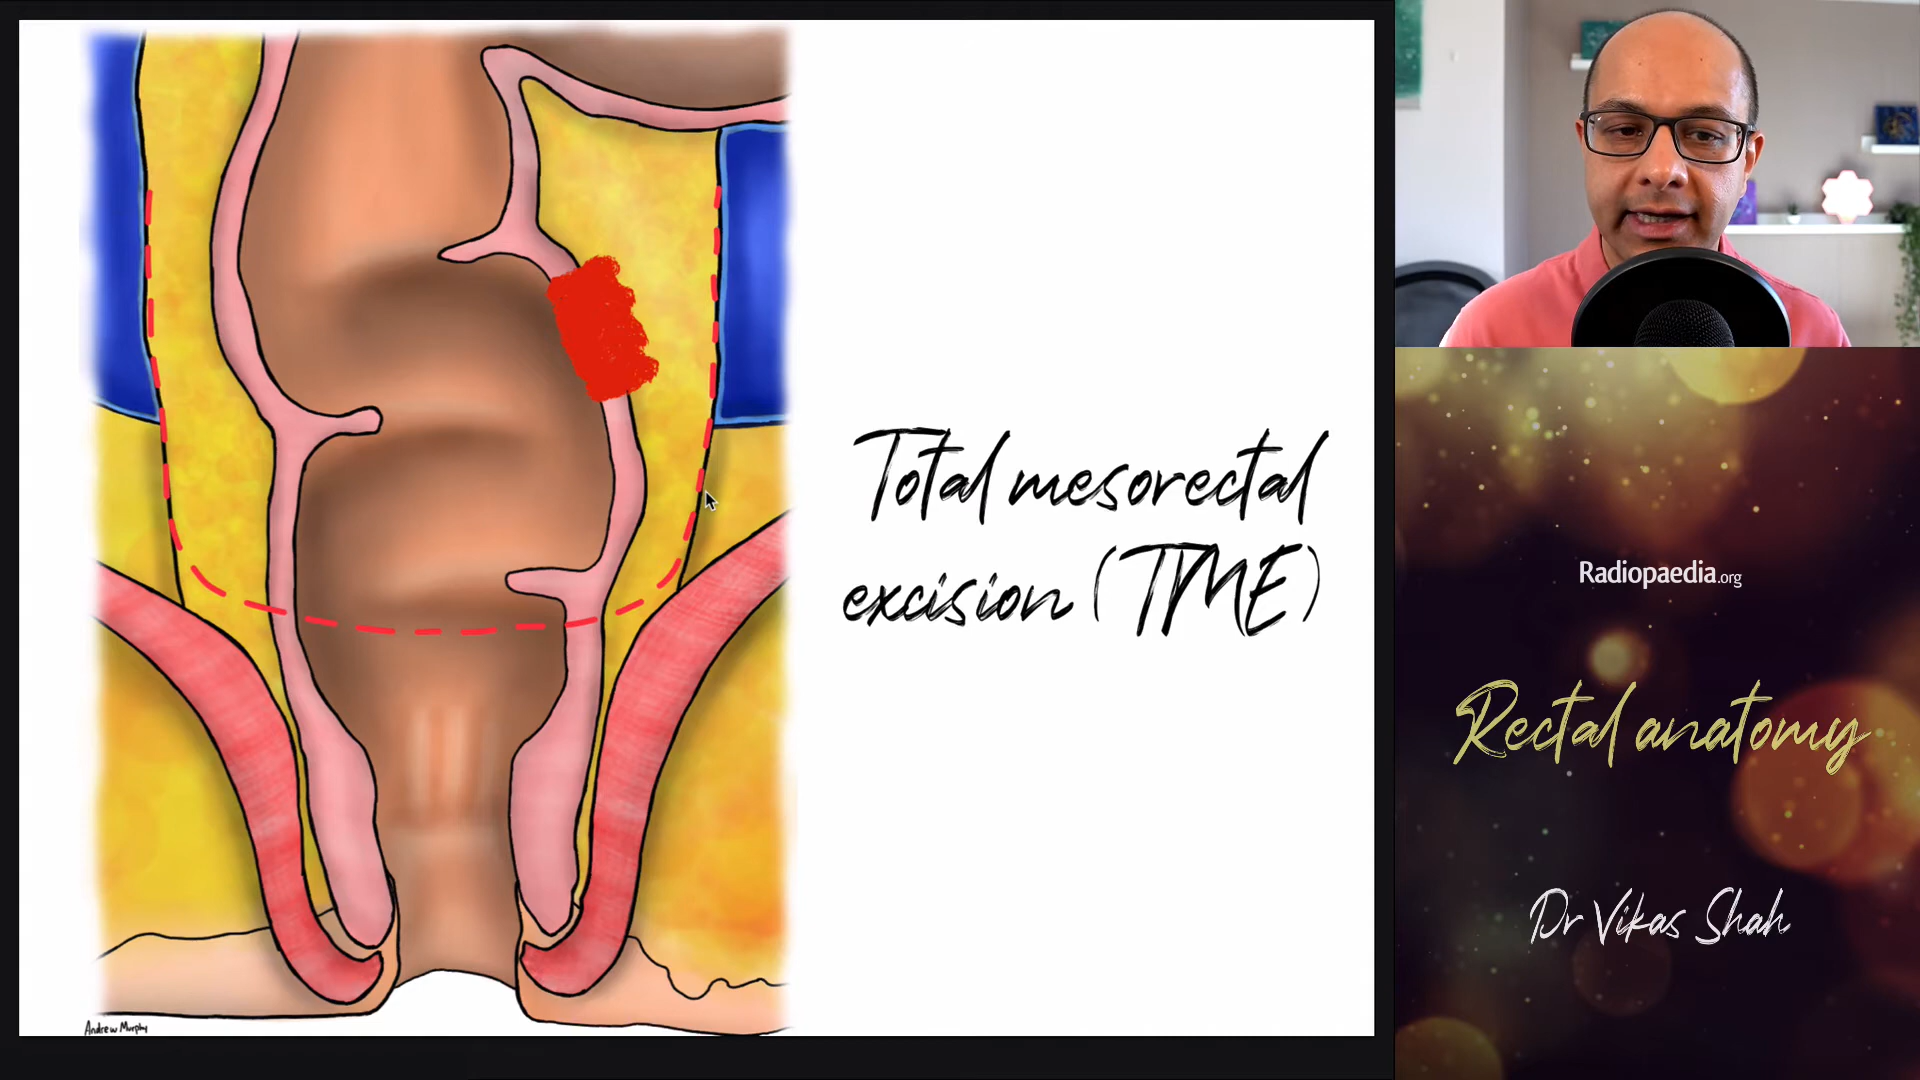 Total mesorectal
excision (TME)
Andrew Murphy
Radiopaedia.org
Rectal anatomy
Dr Vikas Shah